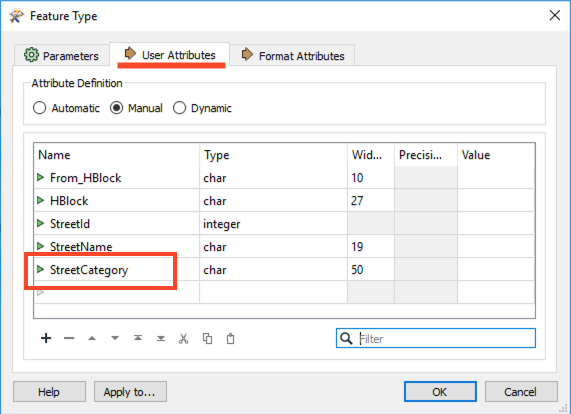 Feature Type
Parameters User Attributes Format Attributes
Attribute Definition
Automatic Manual Dynamic
Name Type Wid... Precisi... Value
From_HBlock char 10
HBlock char 27
StreetId integer
StreetName char 19
StreetCategory char 50
Filter
Help Apply to... OK Cancel